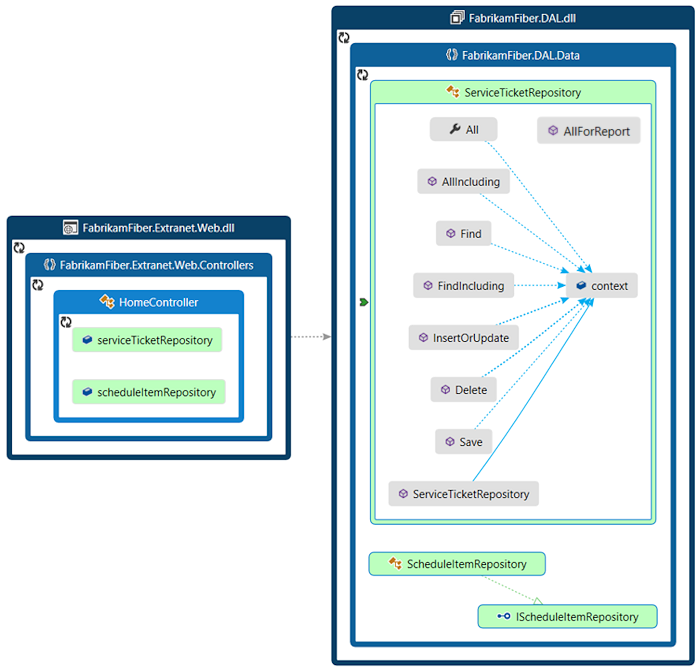 FabrikamFiber.DAL.dll
FabrikamFiber.DAL.Data
ServiceTicketRepository
All
AllForReport
AllIncluding
Find
FindIncluding
context
InsertOrUpdate
Delete
Save
ServiceTicketRepository
ScheduleItemRepository
IScheduleItemRepository
FabrikamFiber.Extranet.Web.dll
FabrikamFiber.Extranet.Web.Controllers
HomeController
serviceTicketRepository
scheduleItemRepository